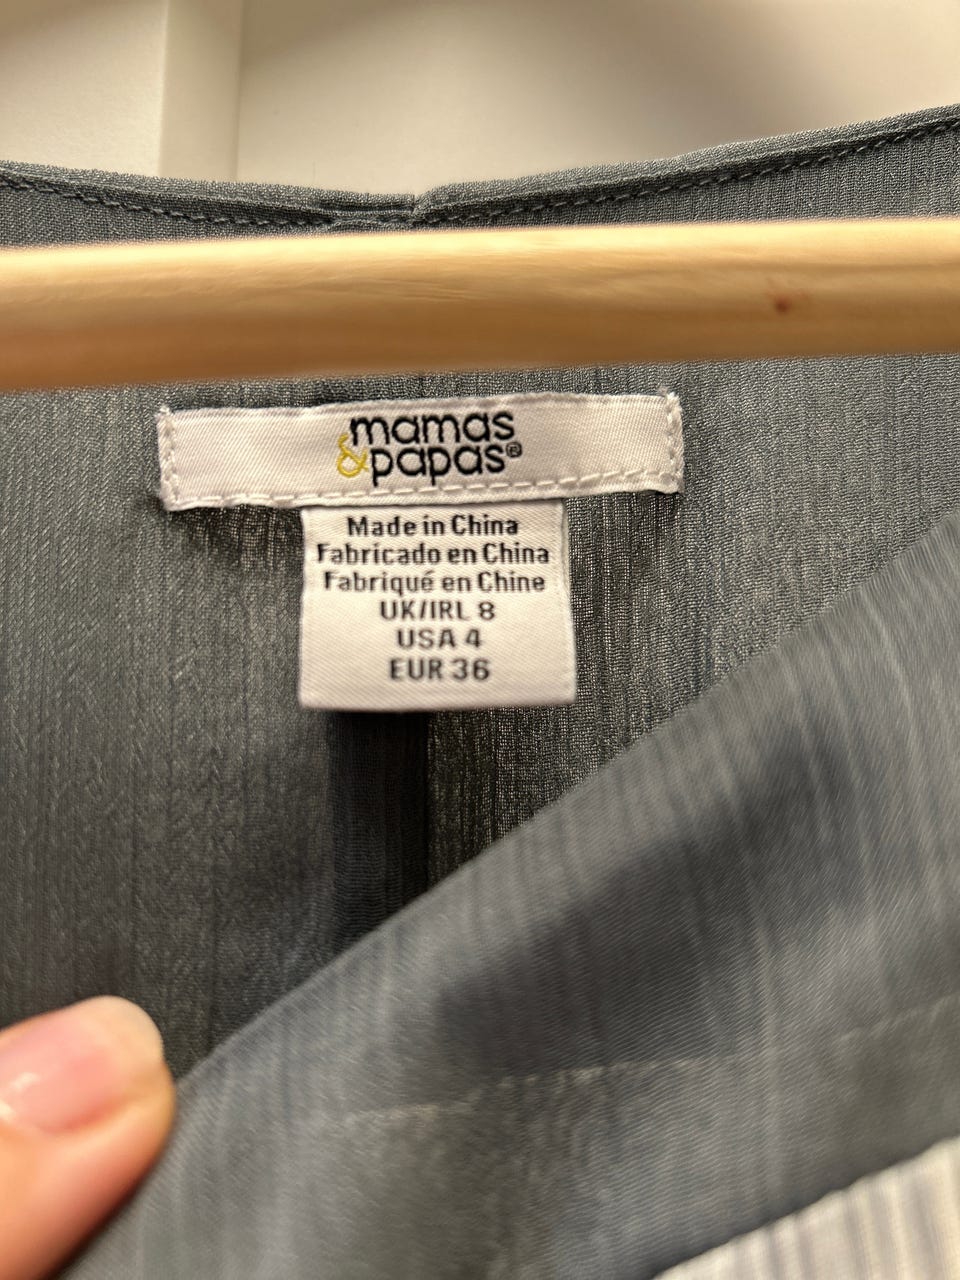 mamas
&papas®
Made in China
Fabricado en China
Fabriqué en Chine
UK/IRL 8
USA 4
EUR 36